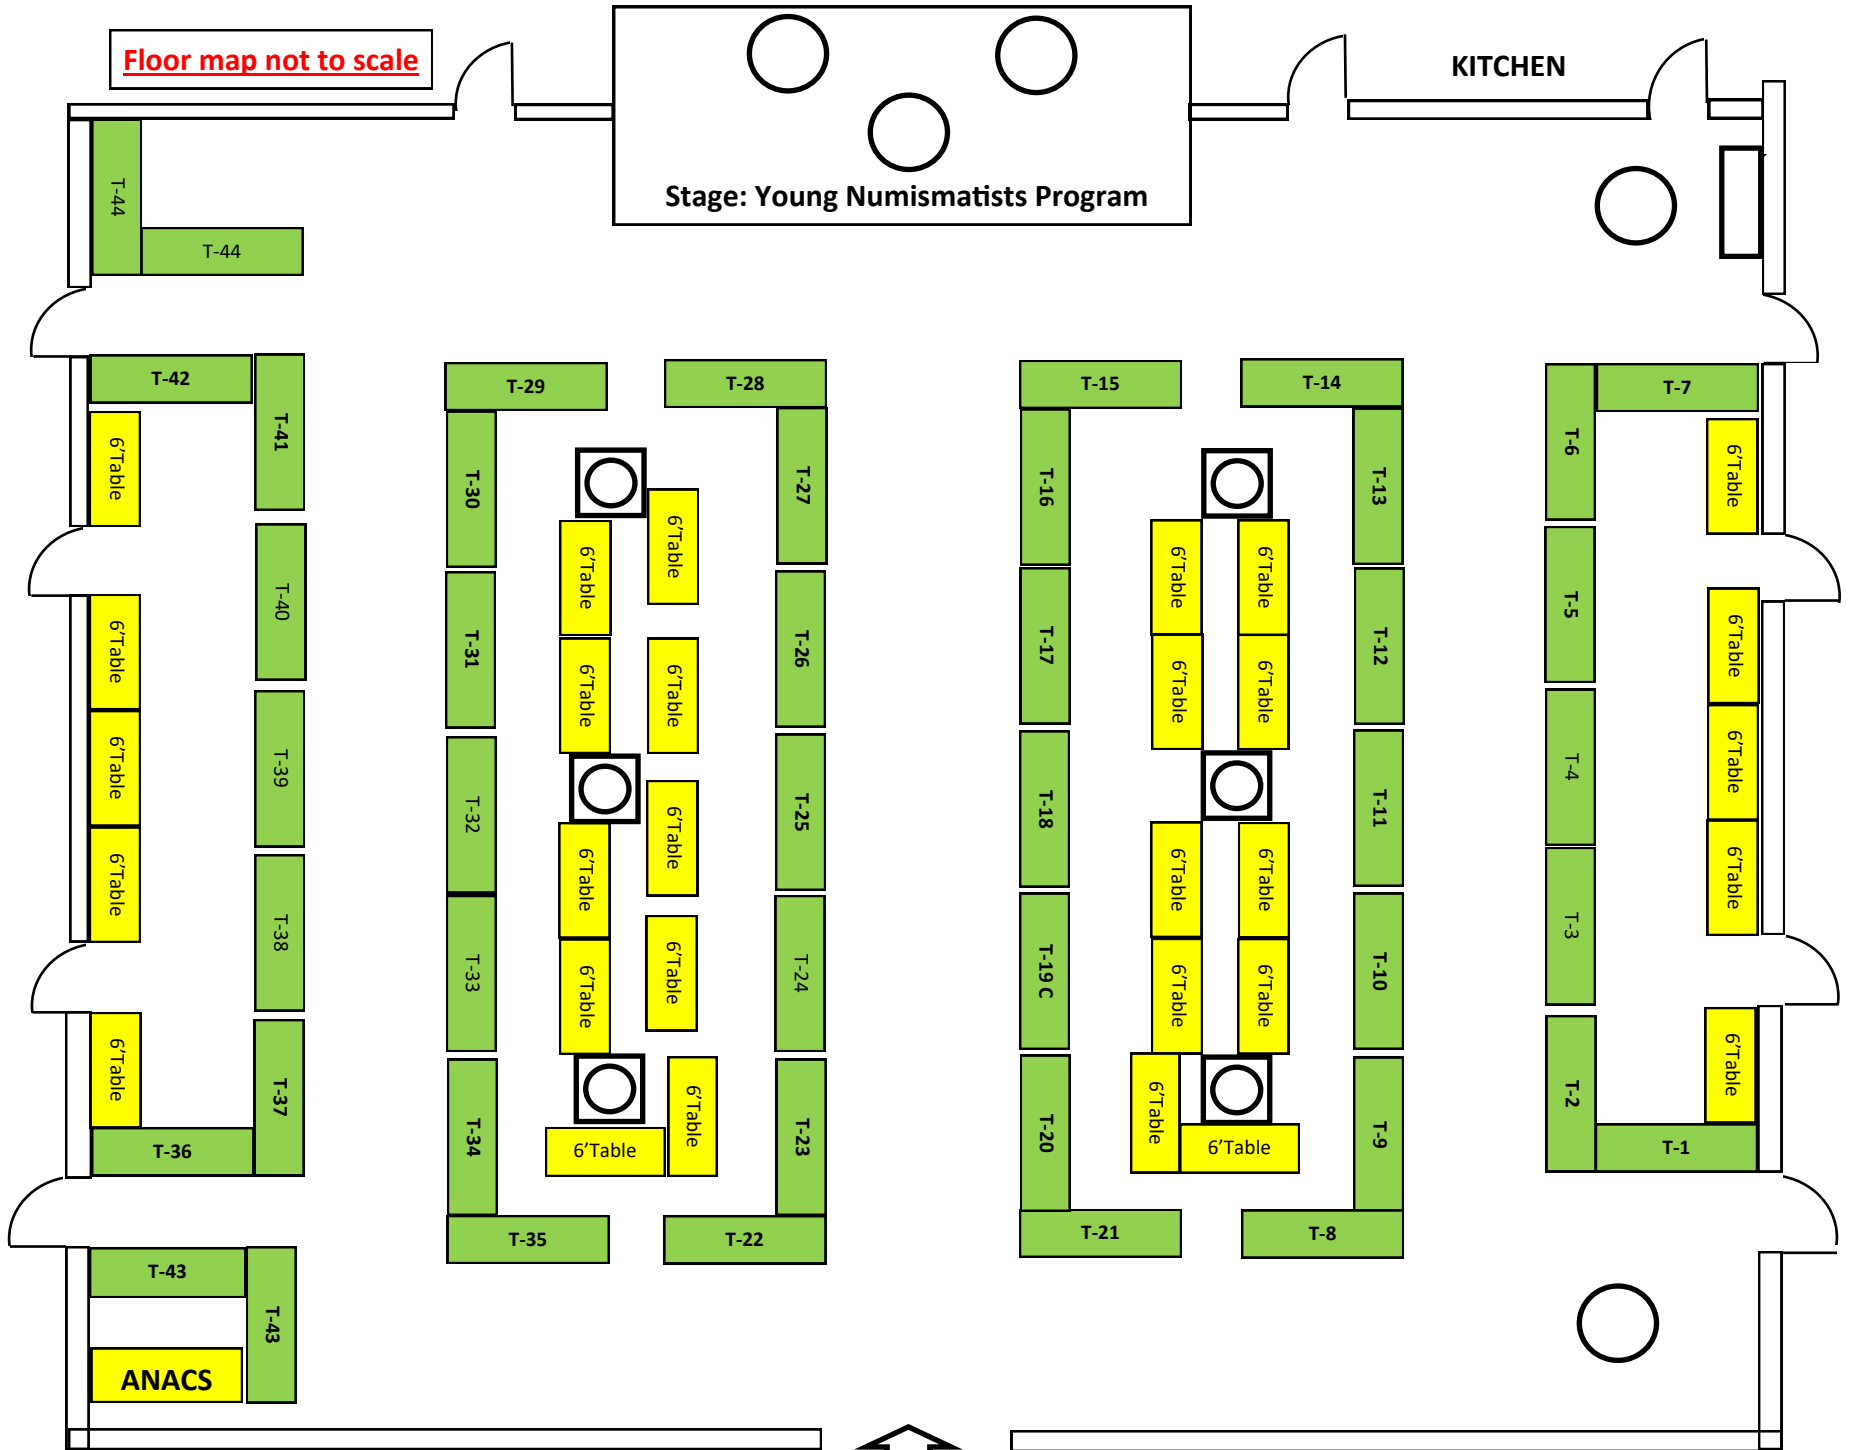 Floor map not to scale
KITCHEN
Stage: Young Numismatists Program
T-44
T-44
T-42
T-41
6'Table
T-40
6'Table
T-39
6'Table
T-38
6'Table
6'Table
T-37
T-36
T-43
T-43
ANACS
T-29
T-28
T-30
T-27
6'Table
6'Table
T-31
T-26
6'Table
6'Table
T-32
T-25
6'Table
6'Table
T-33
T-24
6'Table
6'Table
T-34
T-23
6'Table
6'Table
T-35
T-22
T-15
T-14
T-16
T-13
6'Table
6'Table
T-17
T-12
6'Table
6'Table
T-18
T-11
6'Table
6'Table
T-19 C
T-10
6'Table
6'Table
T-20
T-9
6'Table
6'Table
T-21
T-8
T-7
T-6
6'Table
T-5
6'Table
T-4
6'Table
6'Table
T-3
6'Table
T-2
T-1